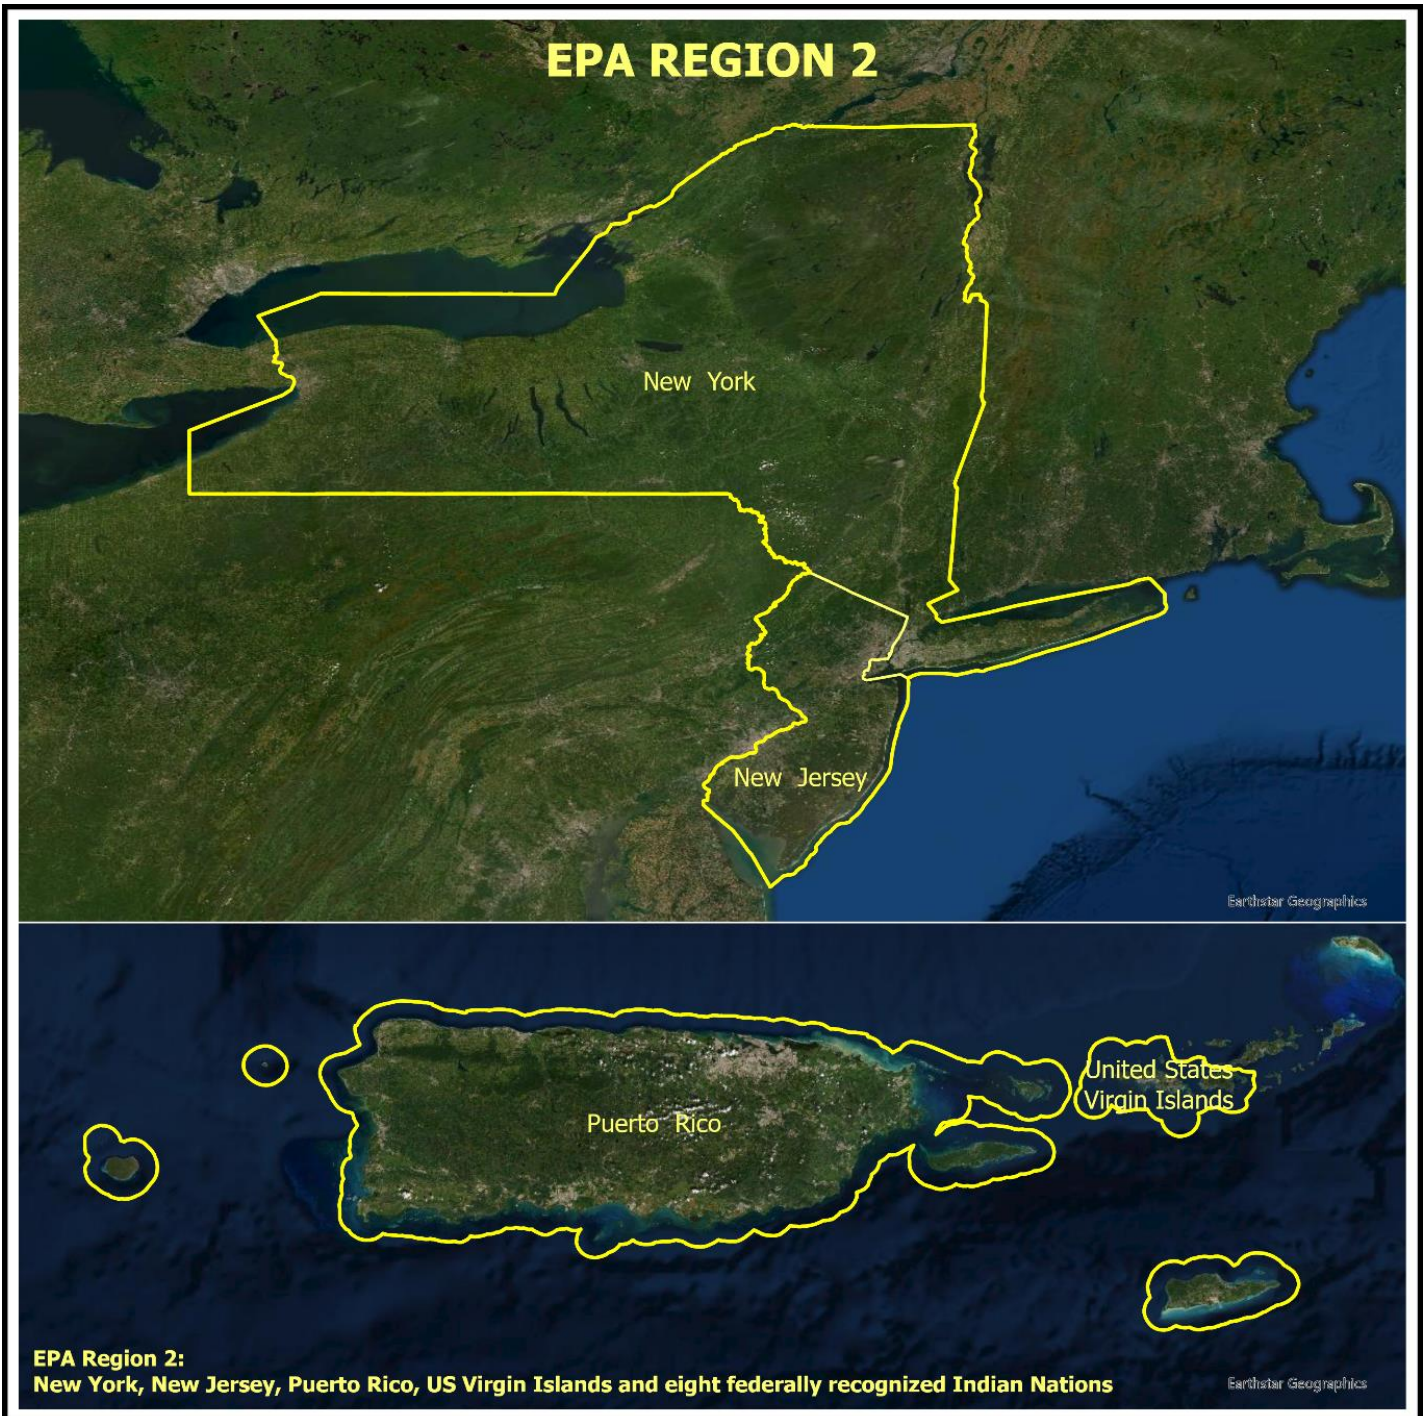 EPA REGION 2
New York
New Jersey
Earthstar Geographics
United States
Virgin Islands
Puerto Rico
EPA Region 2:
New York, New Jersey, Puerto Rico, US Virgin Islands and eight federally recognized Indian Nations
Earthstar Geographics